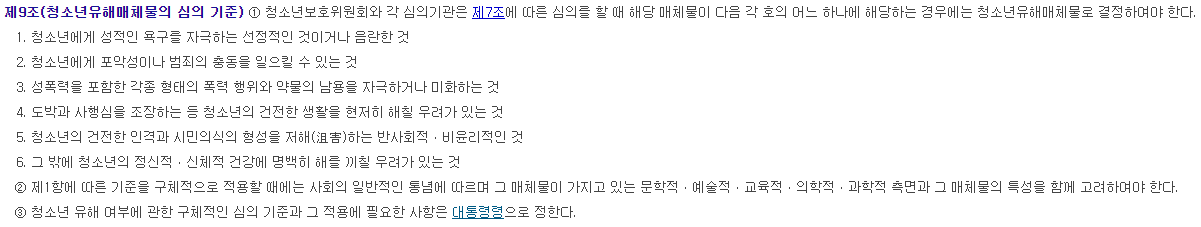 제9조(청소년유해매체물의 심의 기준) ① 청소년보호위원회와 각 심의기관은 제7조에 따른 심의를 할 때 해당 매체물이 다음 각 호의 어느 하나에 해당하는 경우에는 청소년유해매체물로 결정하여야 한다.
1. 청소년에게 성적인 욕구를 자극하는 선정적인 것이거나 음란한 것
2. 청소년에게 포악성이나 범죄의 충동을 일으킬 수 있는 것
3. 성폭력을 포함한 각종 형태의 폭력 행위와 약물의 남용을 자극하거나 미화하는 것
4. 도박과 사행심을 조장하는 등 청소년의 건전한 생활을 현저히 해칠 우려가 있는 것
5. 청소년의 건전한 인격과 시민의식의 형성을 저해(沮害)하는 반사회적ㆍ비윤리적인 것
6. 그 밖에 청소년의 정신적ㆍ신체적 건강에 명백히 해를 끼칠 우려가 있는 것
② 제1항에 따른 기준을 구체적으로 적용할 때에는 사회의 일반적인 통념에 따르며 그 매체물이 가지고 있는 문학적ㆍ예술적ㆍ교육적ㆍ의학적ㆍ과학적 측면과 그 매체물의 특성을 함께 고려하여야 한다.
③ 청소년 유해 여부에 관한 구체적인 심의 기준과 그 적용에 필요한 사항은 대통령령으로 정한다.